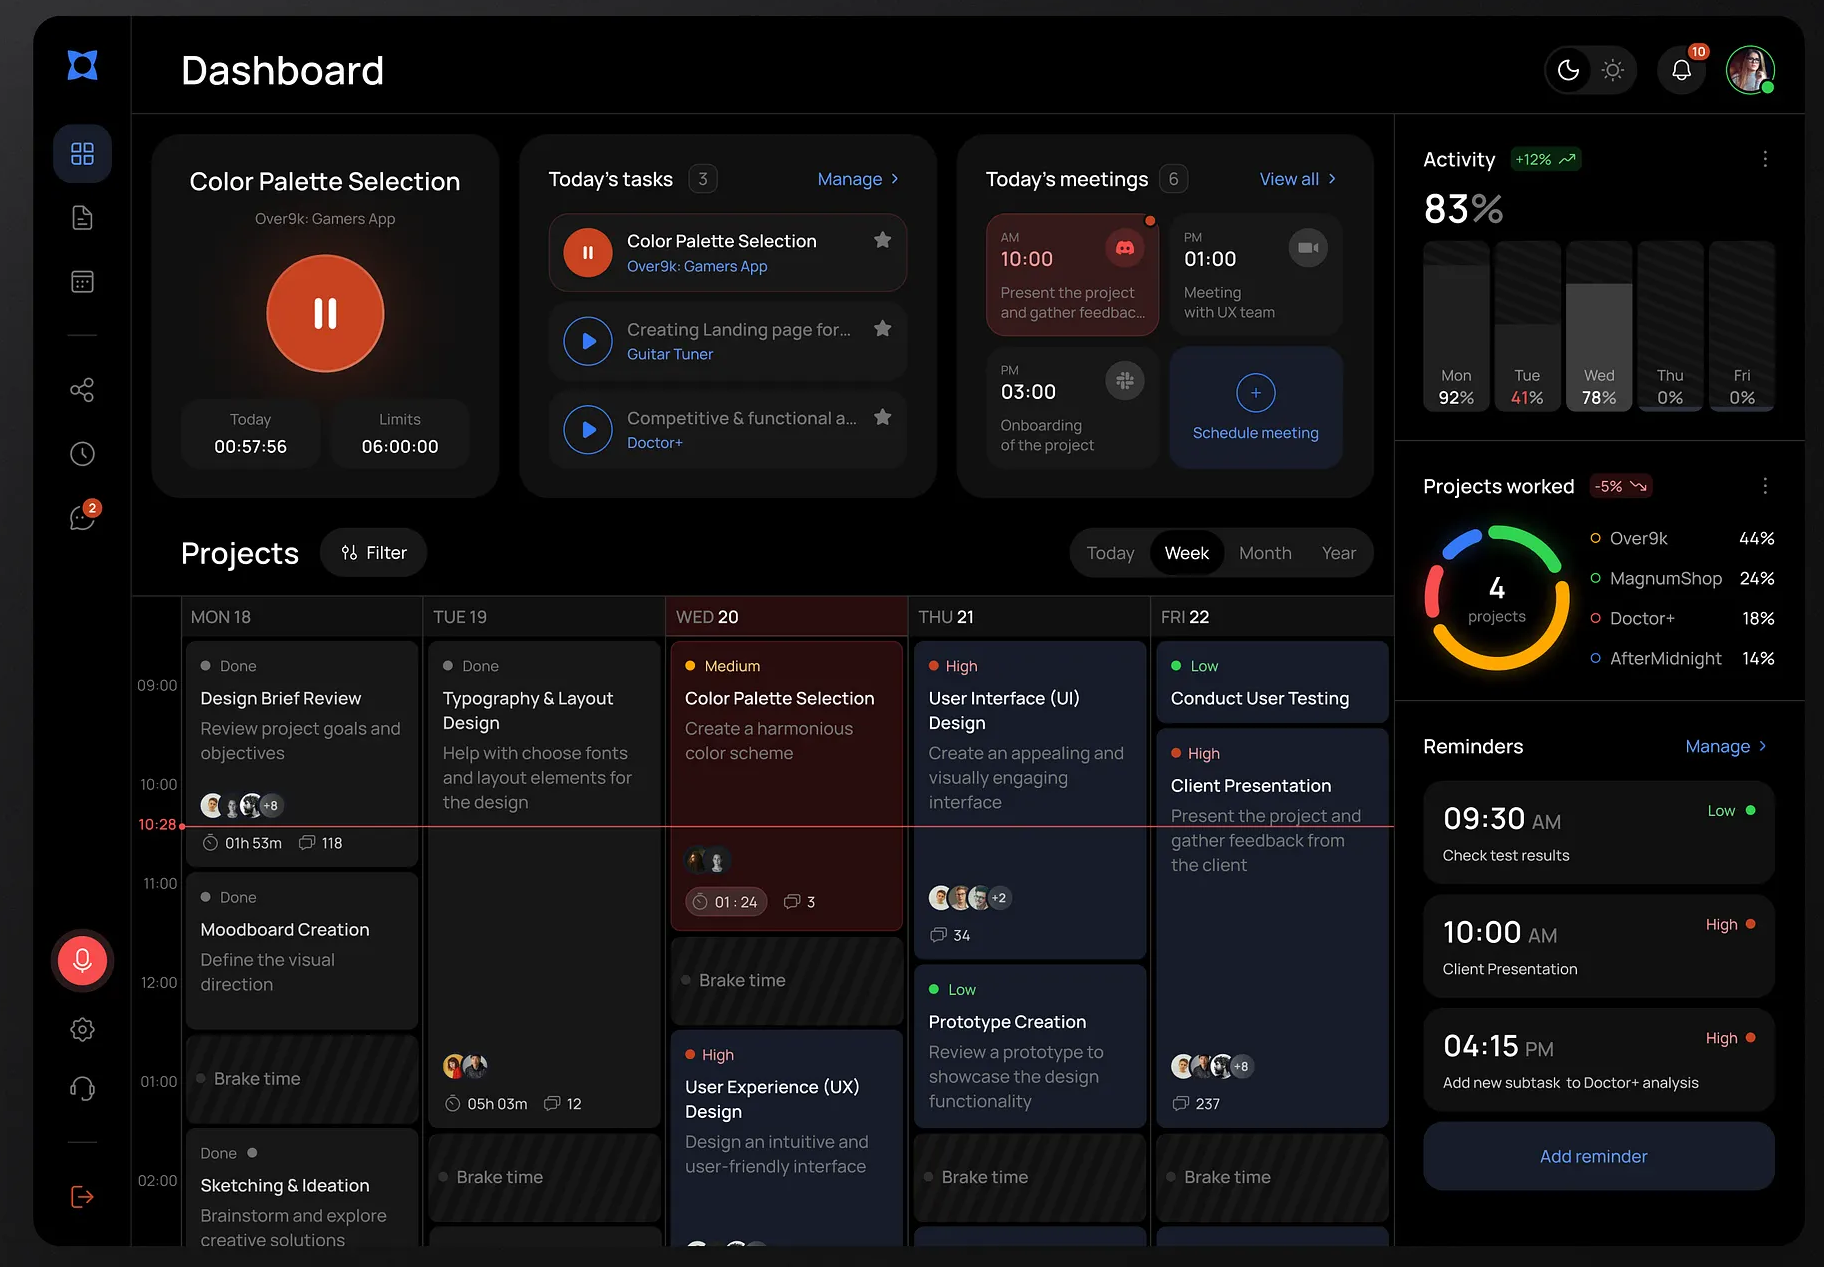 Dashboard
10
2
Color Palette Selection
Over9k: Gamers App
Today
00:57:56
Limits
06:00:00
Today's tasks 3
Manage
Color Palette Selection
Over9k: Gamers App
Creating Landing page for...
Guitar Tuner
Competitive & functional a...
Doctor+
Today's meetings 6
View all
AM
10:00
Present the project
and gather feedbac...
PM
01:00
Meeting
with UX team
PM
03:00
Onboarding
of the project
Schedule meeting
Activity +12%
83%
Mon
92%
Tue
41%
Wed
78%
Thu
0%
Fri
0%
Projects worked -5%
4
projects
Over9k 44%
MagnumShop 24%
Doctor+ 18%
AfterMidnight 14%
Reminders
Manage
09:30 AM
Low
Check test results
10:00 AM
High
Client Presentation
04:15 PM
High
Add new subtask to Doctor+ analysis
Add reminder
Projects
Filter
Today Week Month Year
09:00
10:00
10:28
11:00
12:00
01:00
02:00
MON 18
Done
Design Brief Review
Review project goals and
objectives
+8
01h 53m 118
Done
Moodboard Creation
Define the visual
direction
Brake time
Done
Sketching & Ideation
Brainstorm and explore
creative solutions
TUE 19
Done
Typography & Layout
Design
Help with choose fonts
and layout elements for
the design
05h 03m 12
Brake time
WED 20
Medium
Color Palette Selection
Create a harmonious
color scheme
01 : 24 3
Brake time
High
User Experience (UX)
Design
Design an intuitive and
user-friendly interface
THU 21
High
User Interface (UI)
Design
Create an appealing and
visually engaging
interface
+2
34
Low
Prototype Creation
Review a prototype to
showcase the design
functionality
Brake time
FRI 22
Low
Conduct User Testing
High
Client Presentation
Present the project and
gather feedback from
the client
+8
237
Brake time